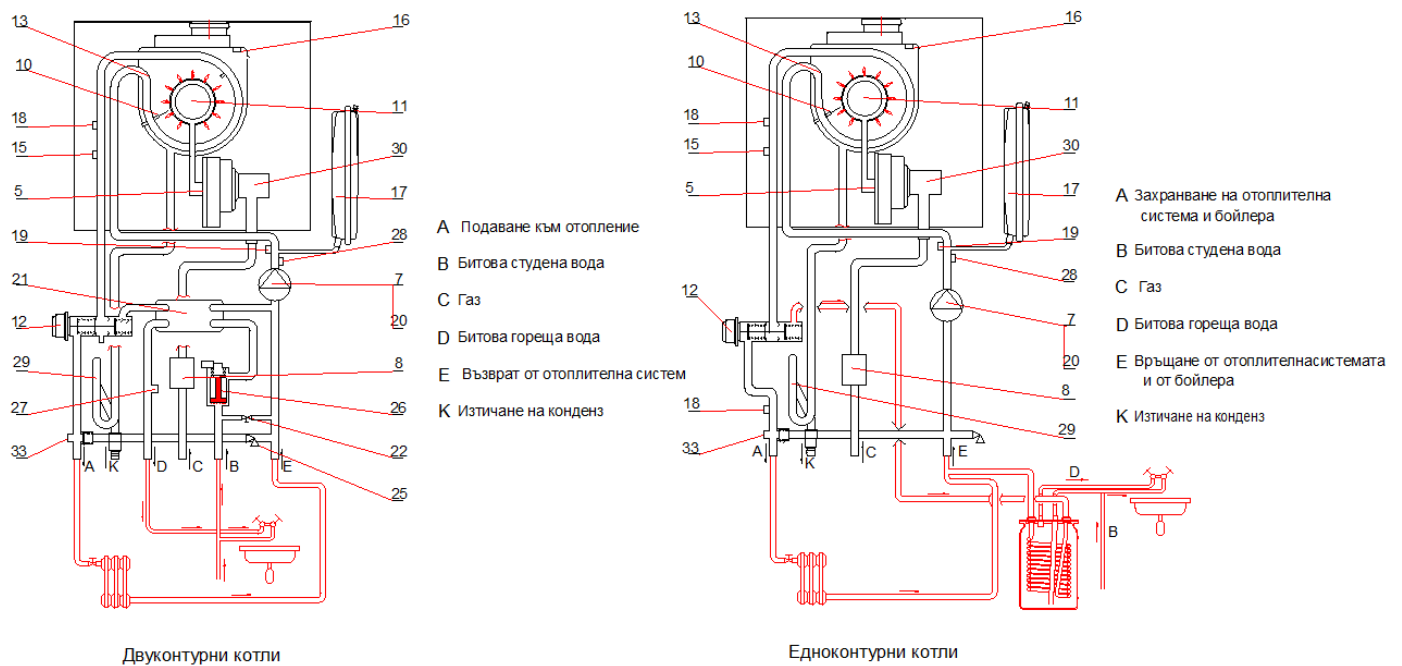 13
16
10
11
18
15
30
5
17
19
28
21
7
12
20
29
8
27
26
33
22
25
A
K
D
C
B
E
A Подаване към отопление
B Битова студена вода
C Газ
D Битова гореща вода
E Възврат от отоплителна систем
K Изтичане на конденз
Двуконтурни котли
13
16
10
11
18
15
30
5
17
19
28
12
7
20
8
18
29
33
A
K
C
E
D
B
A Захранване на отоплителна
система и бойлера
B Битова студена вода
C Газ
D Битова гореща вода
E Връщане от отоплителнасистемата
и от бойлера
K Изтичане на конденз
Едноконтурни котли